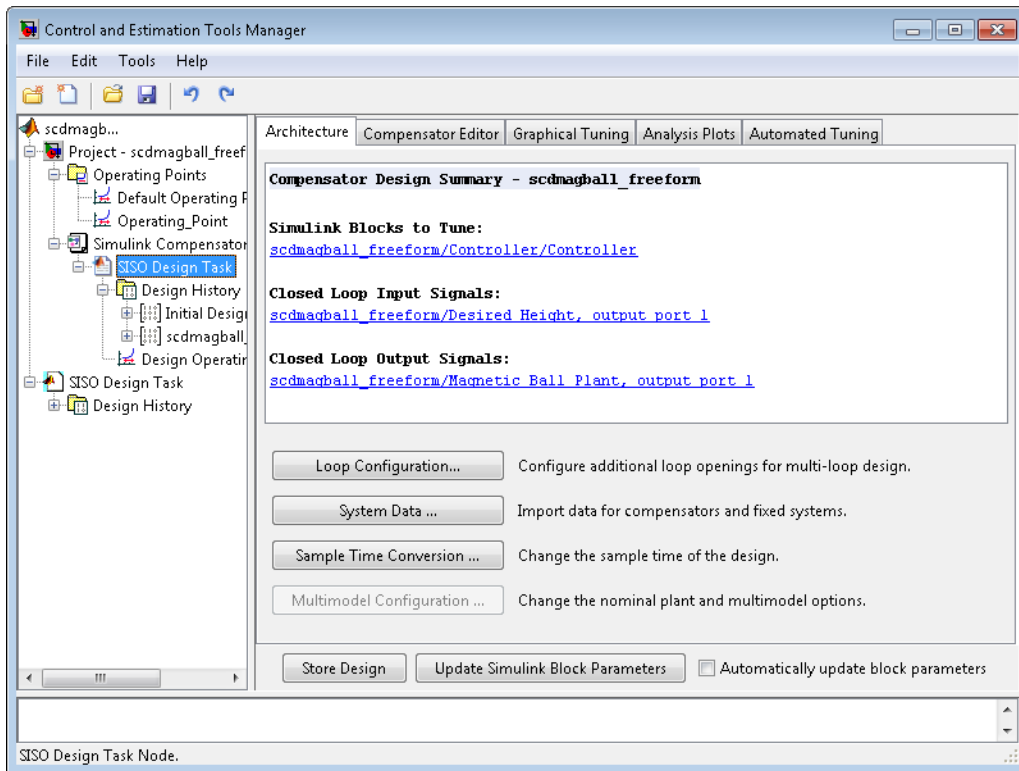 Control and Estimation Tools Manager
File Edit Tools Help
scdmagb...
Project - scdmagball_freef
Operating Points
Default Operating P
Operating_Point
Simulink Compensator
SISO Design Task
Design History
Initial Desig
scdmagball_
Design Operatir
SISO Design Task
Design History
Architecture Compensator Editor Graphical Tuning Analysis Plots Automated Tuning
Compensator Design Summary - scdmagball_freeform
Simulink Blocks to Tune:
scdmagball_freeform/Controller/Controller
Closed Loop Input Signals:
scdmagball_freeform/Desired Height, output port 1
Closed Loop Output Signals:
scdmagball_freeform/Magnetic Ball Plant, output port 1
Loop Configuration... Configure additional loop openings for multi-loop design.
System Data ... Import data for compensators and fixed systems.
Sample Time Conversion ... Change the sample time of the design.
Multimodel Configuration ... Change the nominal plant and multimodel options.
Store Design Update Simulink Block Parameters Automatically update block parameters
SISO Design Task Node.